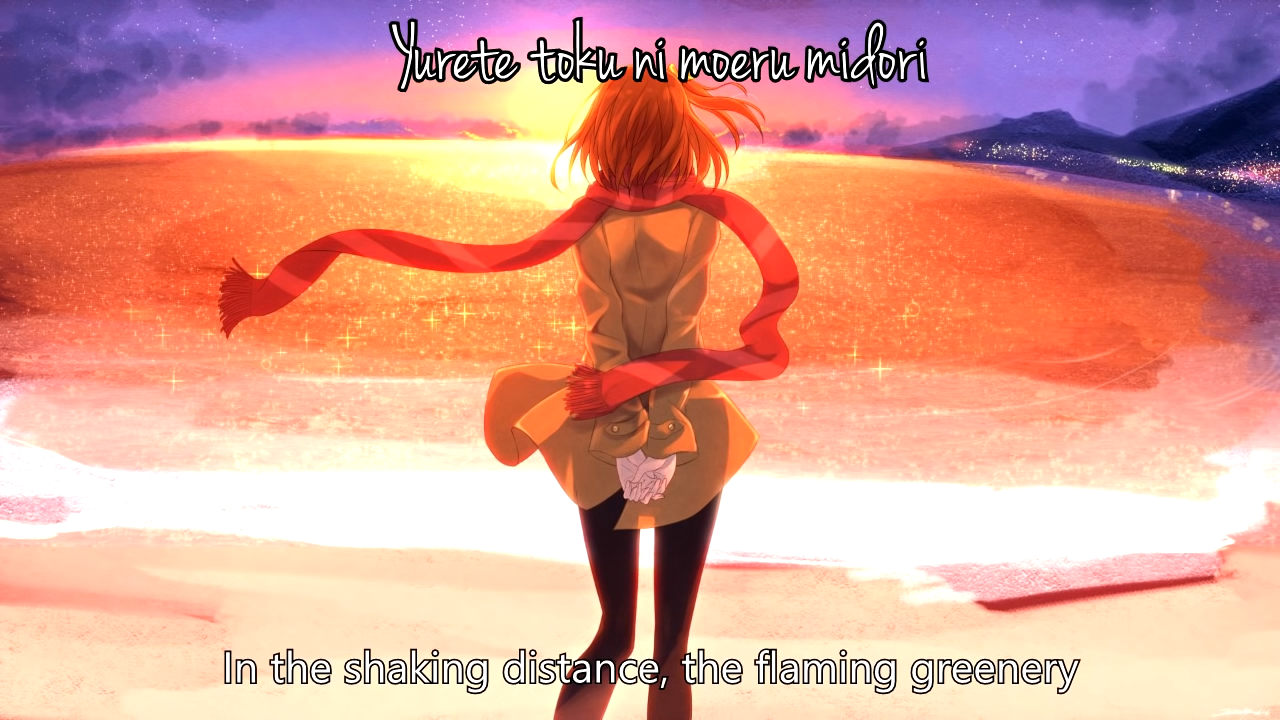 Yurete toku ni moeru midori
In the shaking distance, the flaming greenery